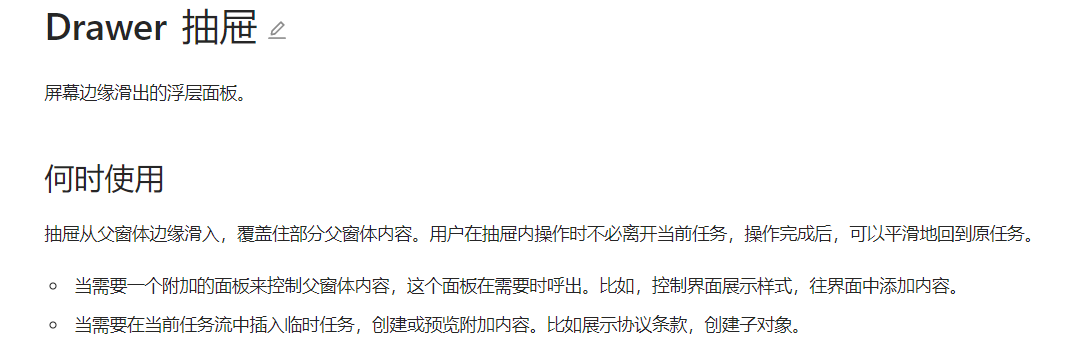 Drawer 抽屉
屏幕边缘滑出的浮层面板。
何时使用
抽屉从父窗体边缘滑入，覆盖住部分父窗体内容。用户在抽屉内操作时不必离开当前任务，操作完成后，可以平滑地回到原任务。
当需要一个附加的面板来控制父窗体内容，这个面板在需要时呼出。比如，控制界面展示样式，往界面中添加内容。
当需要在当前任务流中插入临时任务，创建或预览附加内容。比如展示协议条款，创建子对象。